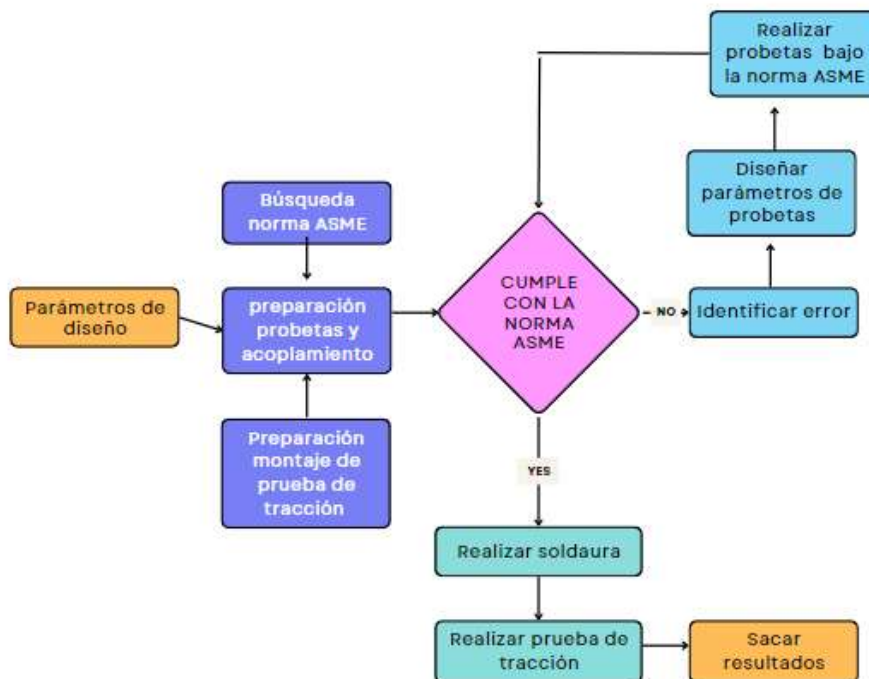 Realizar
probetas bajo
la norma ASME
Diseñar
parámetros de
probetas
Búsqueda
norma ASME
Parámetros de
diseño
preparación
probetas y
acoplamiento
CUMPLE
CON LA
NORMA
ASME
NO
Identificar error
Preparación
montaje de
prueba de
tracción
YES
Realizar soldaura
Realizar prueba de
tracción
Sacar
resultados